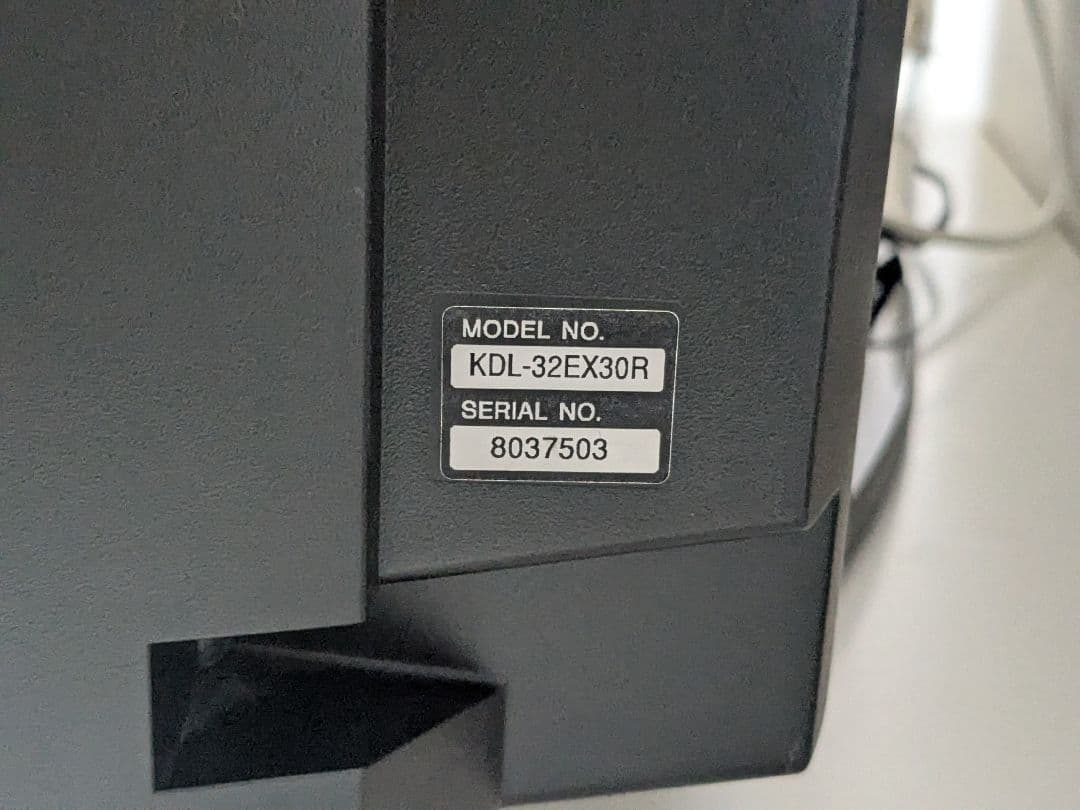 MODEL NO.
KDL-32EX30R
SERIAL NO.
8037503